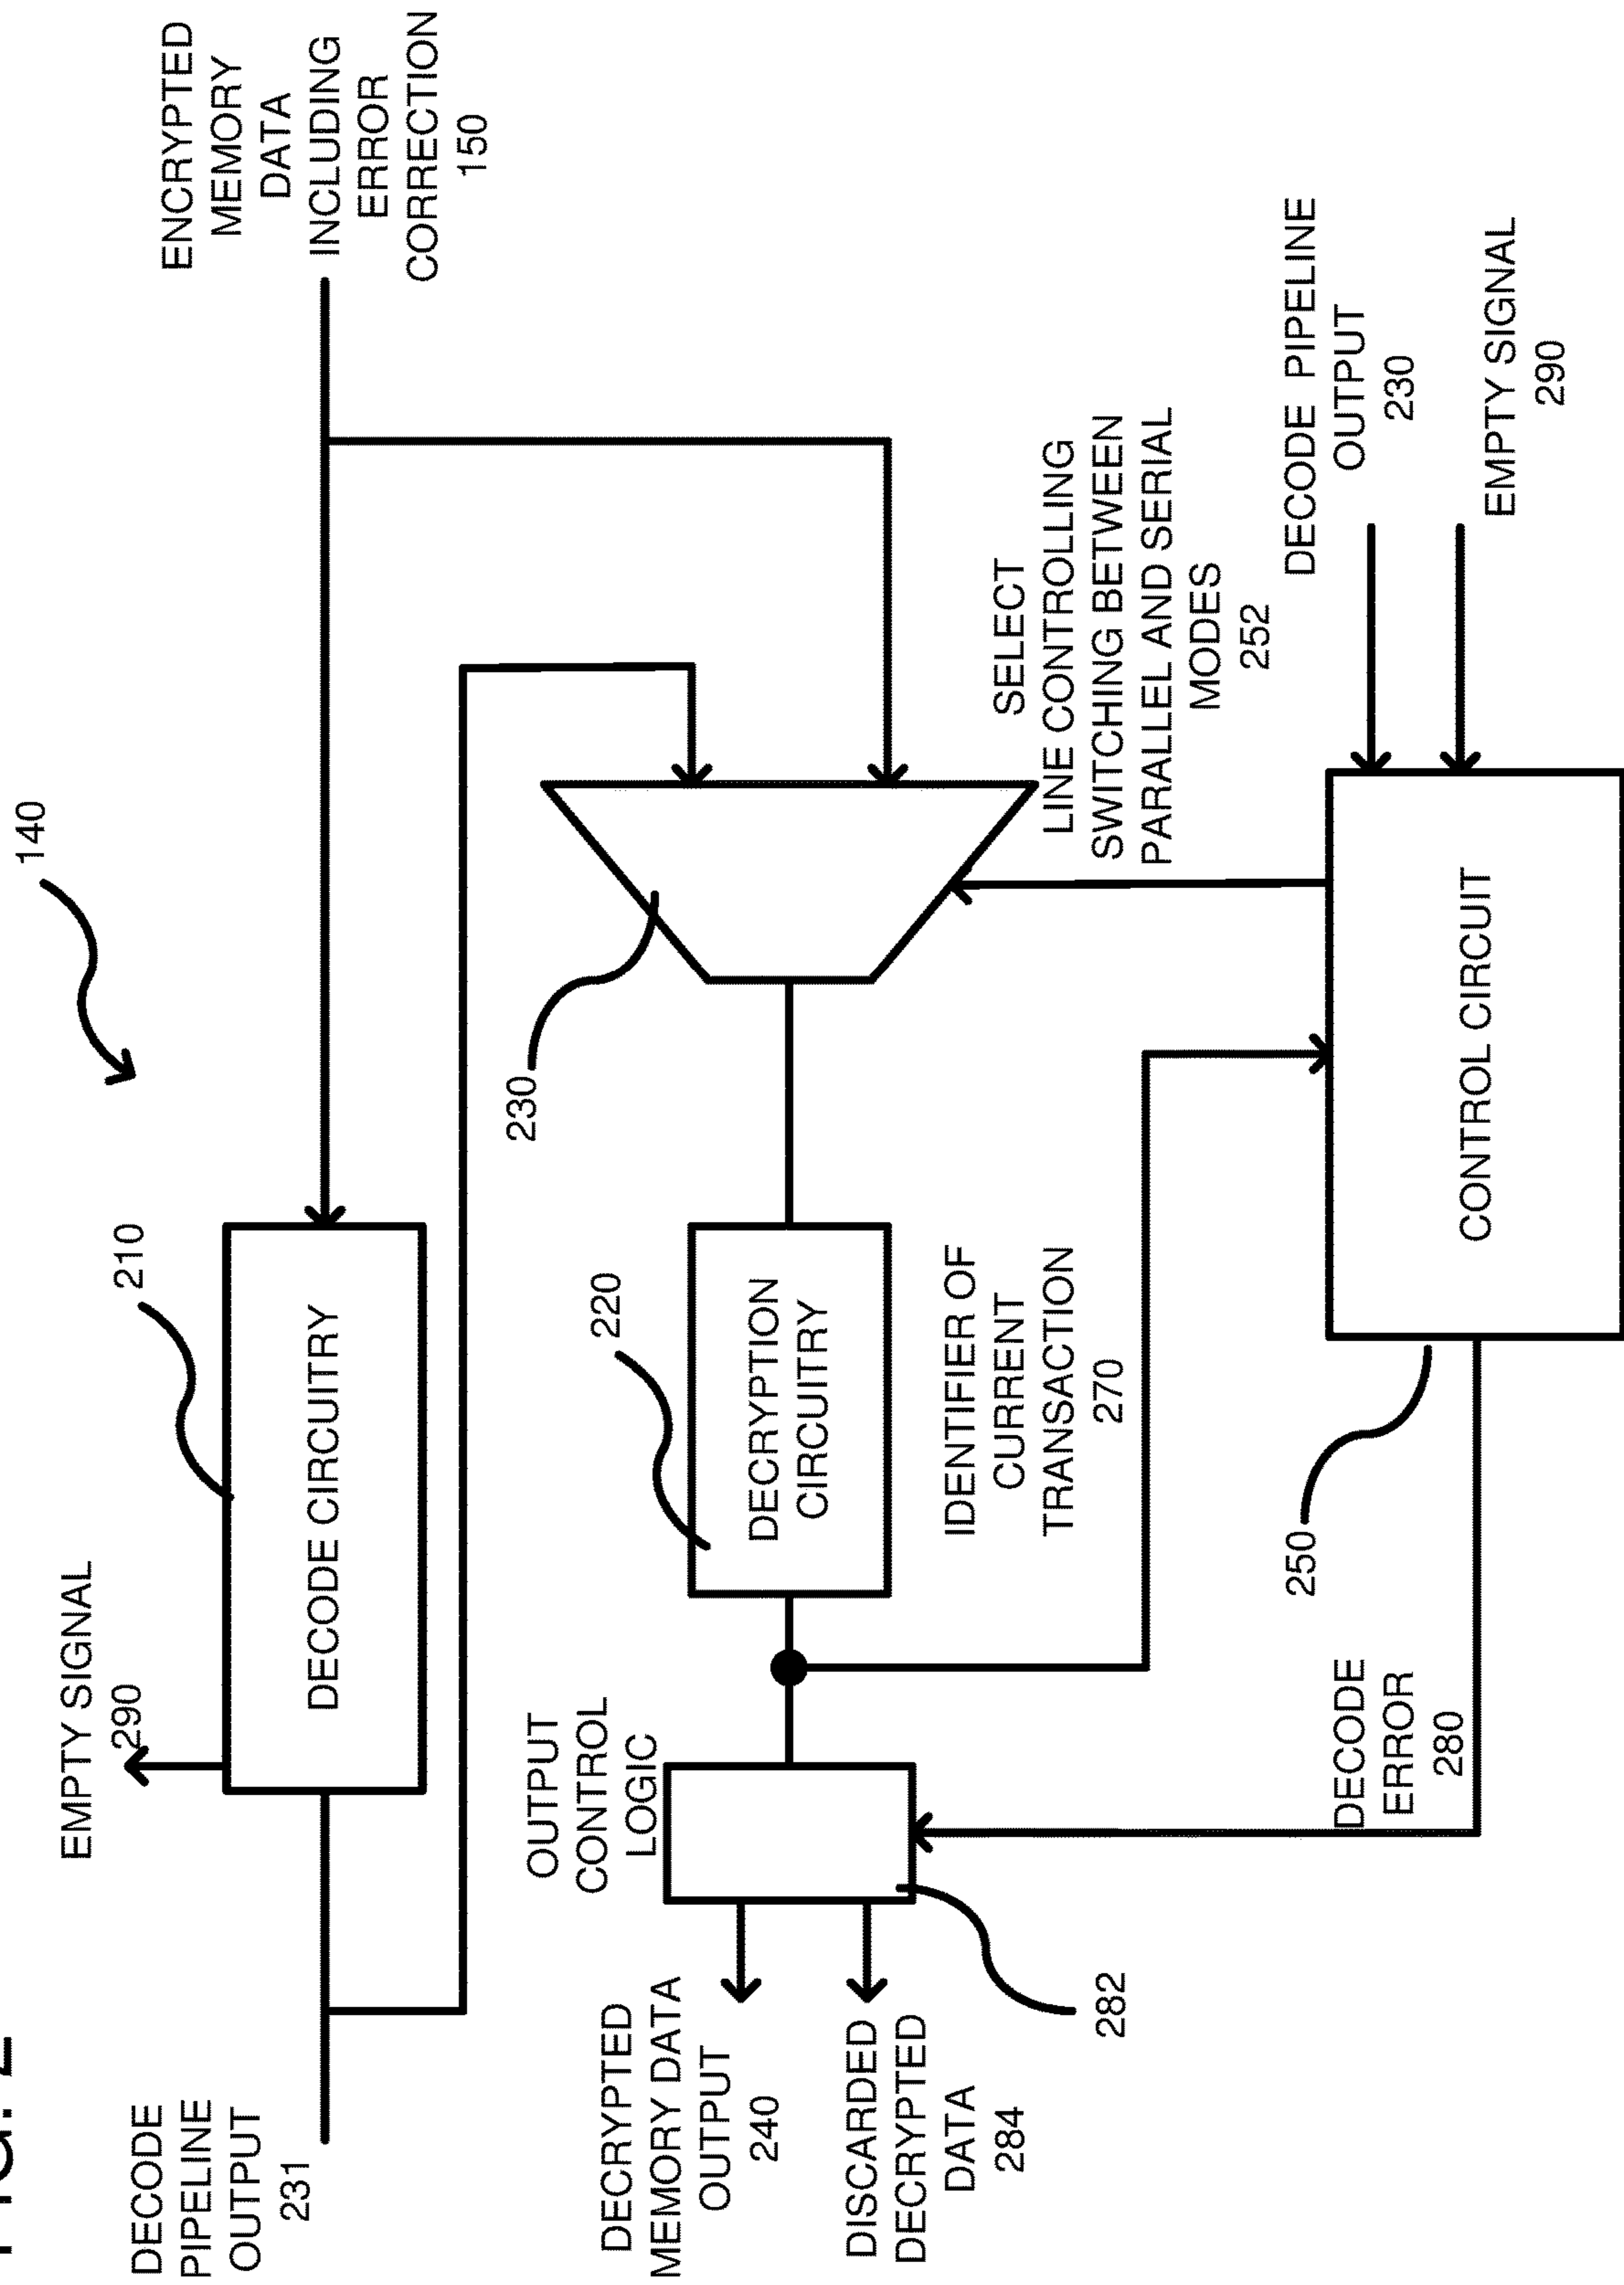 FIG. 2
140
ENCRYPTED
MEMORY
DATA
INCLUDING
ERROR
CORRECTION
150
EMPTY SIGNAL
290
210
DECODE CIRCUITRY
DECODE
PIPELINE
OUTPUT
231
230
220
DECRYPTION
CIRCUITRY
OUTPUT
CONTROL
LOGIC
DECRYPTED
MEMORY DATA
OUTPUT
240
DISCARDED
DECRYPTED
DATA
284
282
IDENTIFIER OF
CURRENT
TRANSACTION
270
SELECT
LINE CONTROLLING
SWITCHING BETWEEN
PARALLEL AND SERIAL
MODES
252
DECODE PIPELINE
OUTPUT
230
EMPTY SIGNAL
290
250
CONTROL CIRCUIT
DECODE
ERROR
280